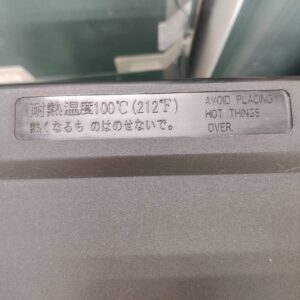 耐熱温度100℃(212℉)
熱くなるものはのせないで。
AVOID PLACING
HOT THINGS
OVER.